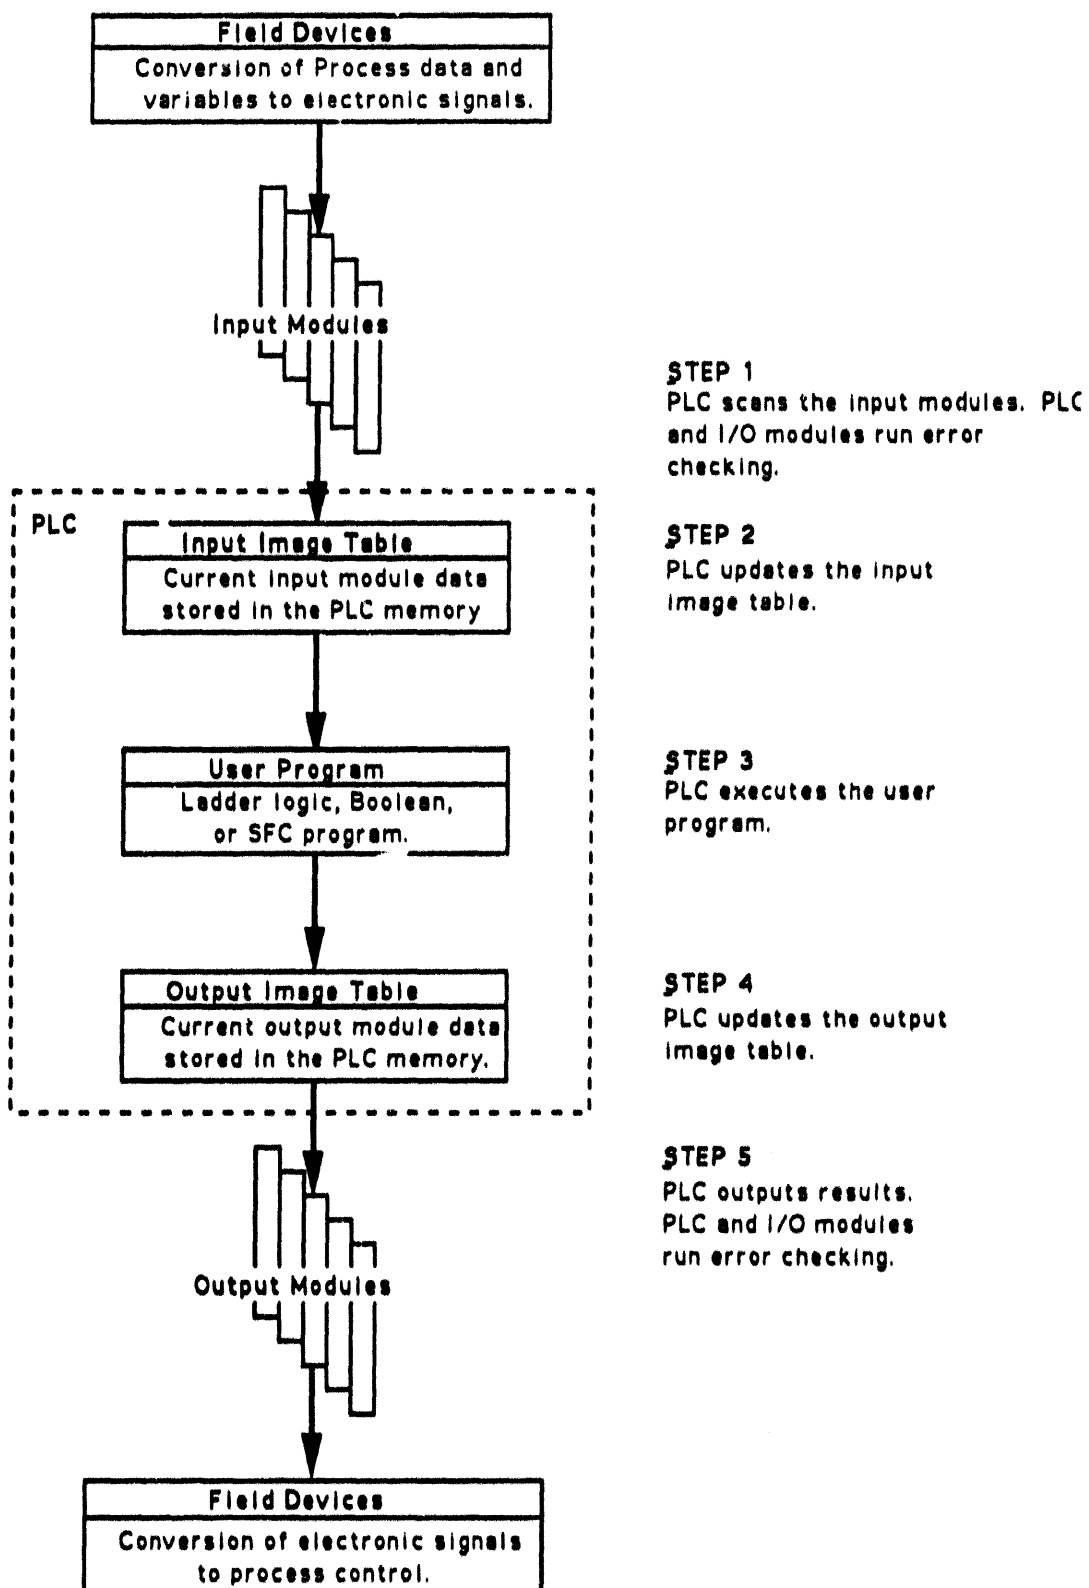 Field Devices
Conversion of Process data and
variables to electronic signals.
Input Modules
STEP 1
PLC scans the input modules. PLC
and I/O modules run error
checking.
PLC
Input Image Table
Current input module data
stored in the PLC memory
STEP 2
PLC updates the input
image table.
User Program
Ladder logic, Boolean,
or SFC program.
STEP 3
PLC executes the user
program.
Output Image Table
Current output module data
stored in the PLC memory.
STEP 4
PLC updates the output
image table.
STEP 5
PLC outputs results.
PLC and I/O modules
run error checking.
Output Modules
Field Devices
Conversion of electronic signals
to process control.